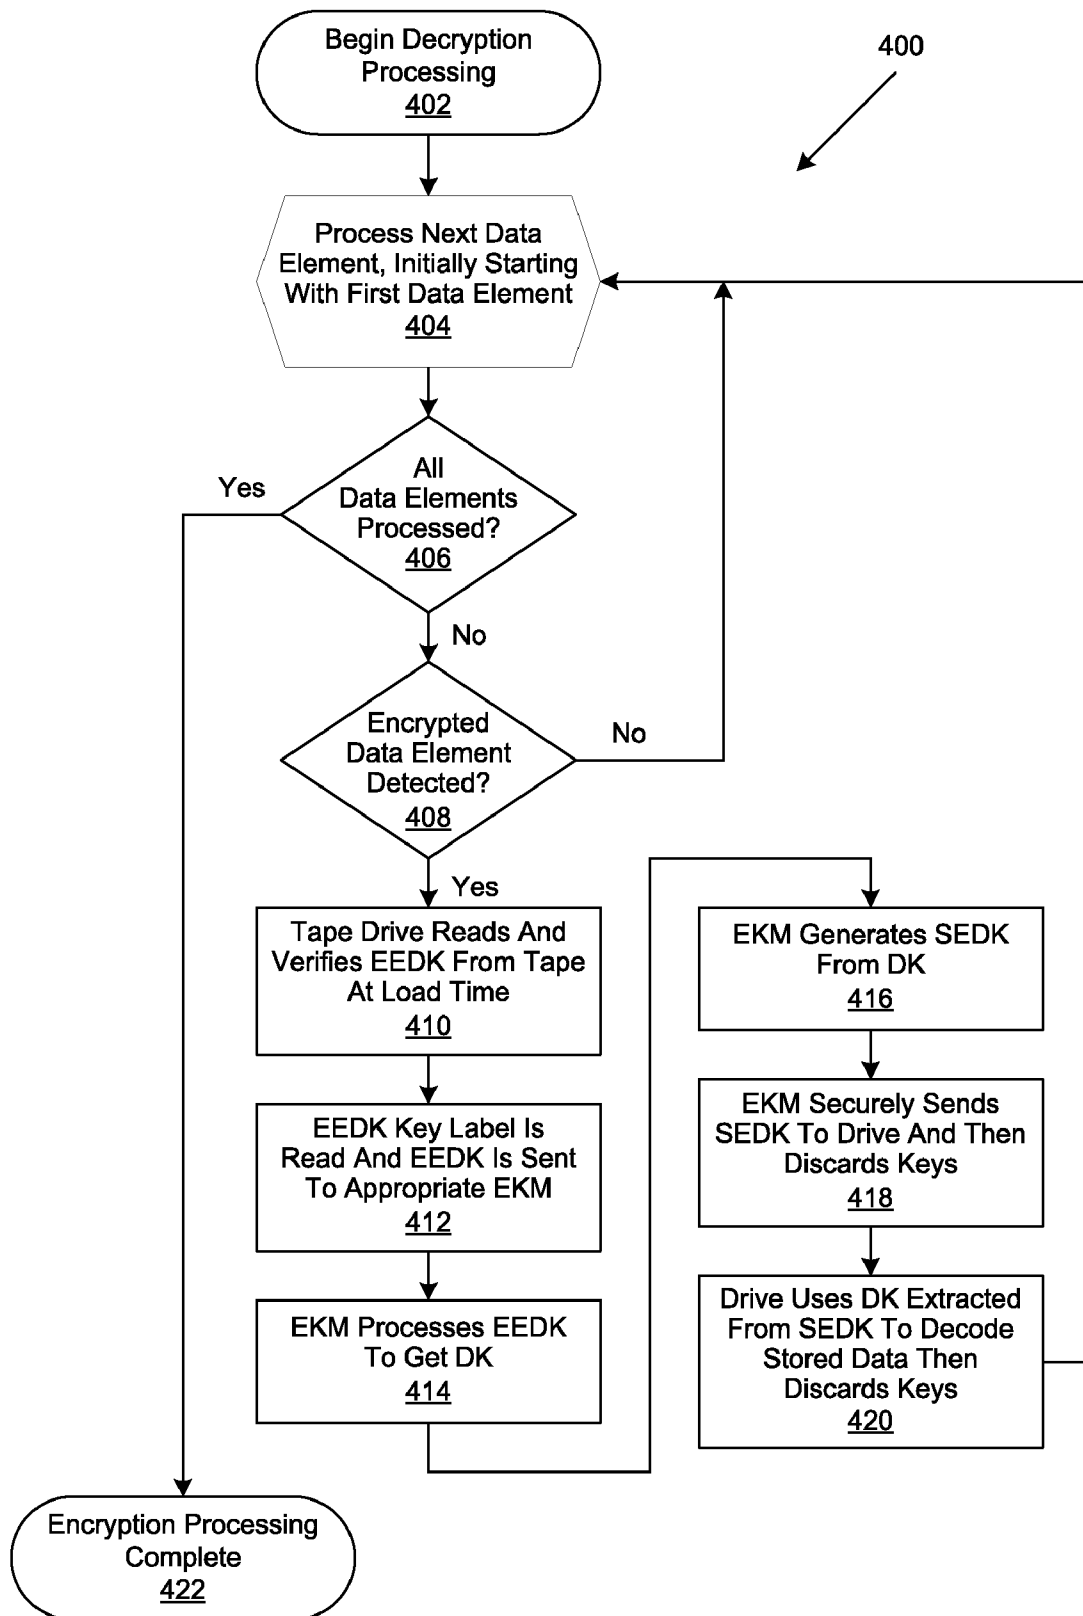 Begin Decryption
Processing
402
400
Process Next Data
Element, Initially Starting
With First Data Element
404
All
Data Elements
Processed?
406
Yes
No
Encrypted
Data Element
Detected?
408
No
Yes
Tape Drive Reads And
Verifies EEDK From Tape
At Load Time
410
EEDK Key Label Is
Read And EEDK Is Sent
To Appropriate EKM
412
EKM Processes EEDK
To Get DK
414
EKM Generates SEDK
From DK
416
EKM Securely Sends
SEDK To Drive And Then
Discards Keys
418
Drive Uses DK Extracted
From SEDK To Decode
Stored Data Then
Discards Keys
420
Encryption Processing
Complete
422